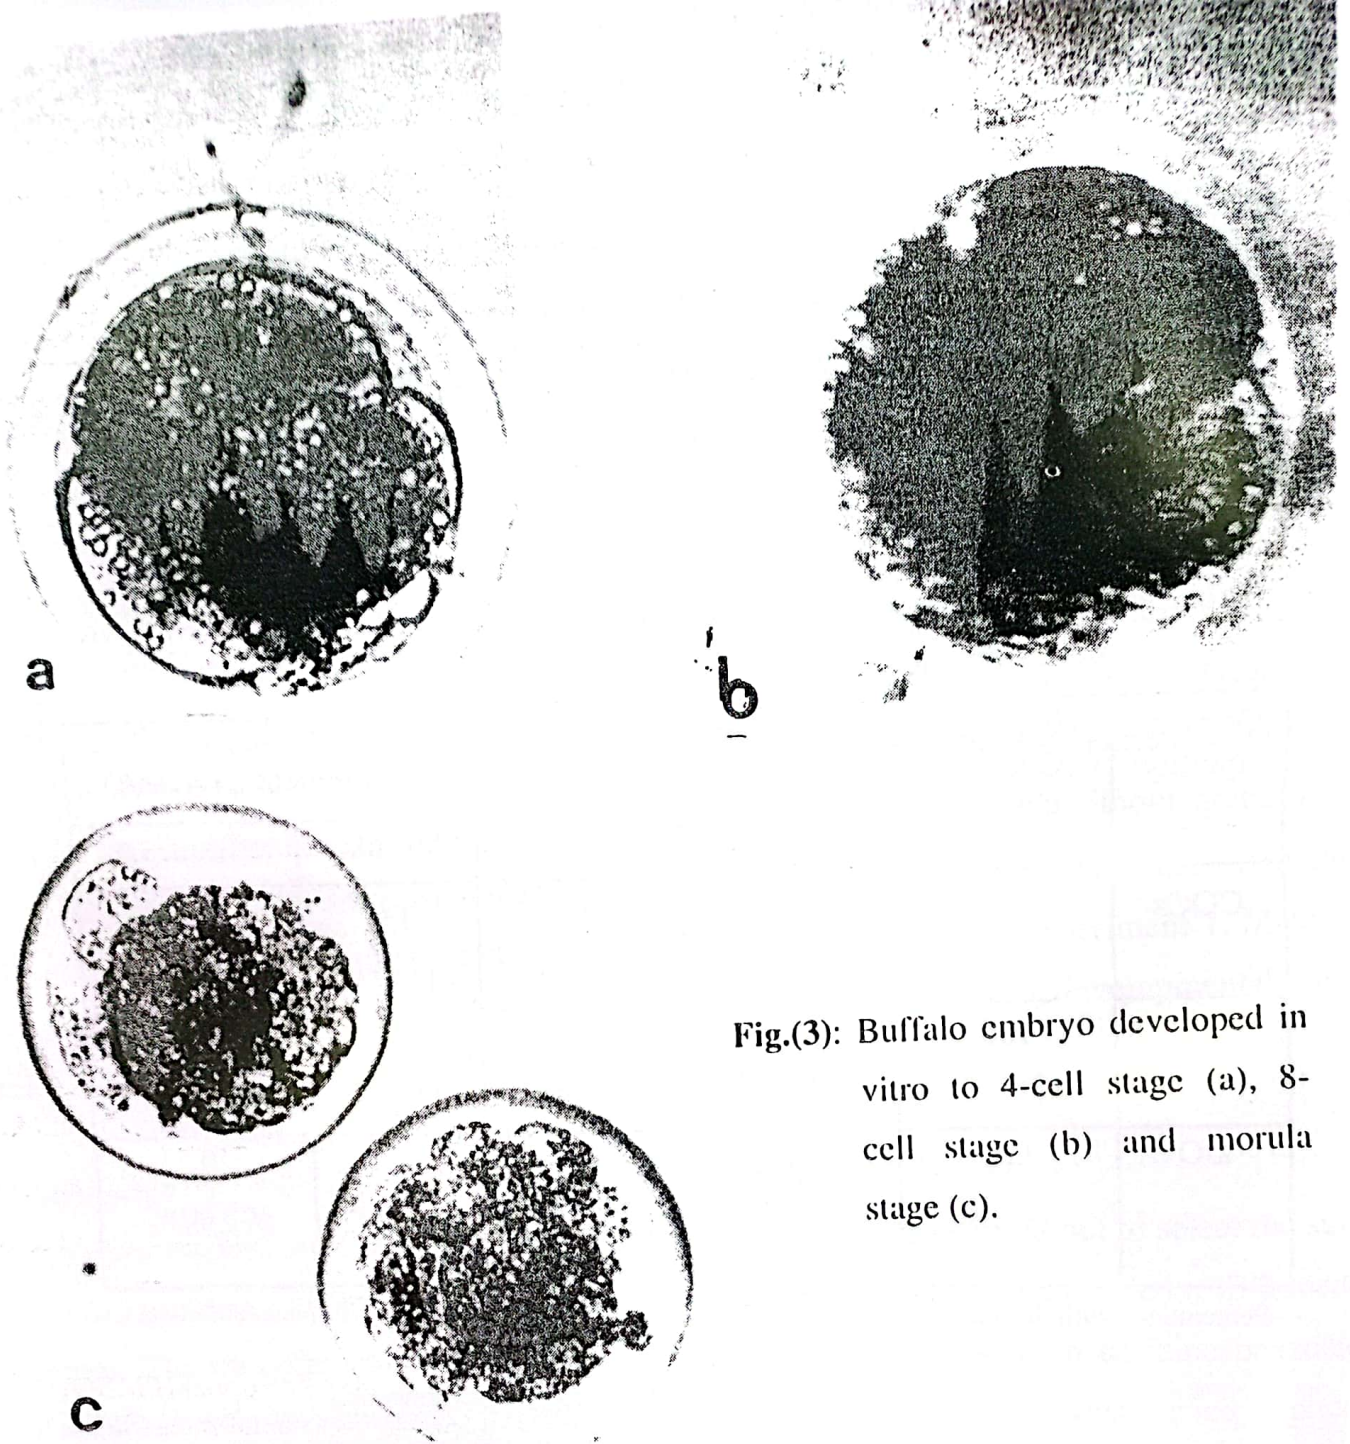 a
b
Fig.(3): Buffalo embryo developed in
vitro to 4-cell stage (a), 8-
cell stage (b) and morula
stage (c).
c